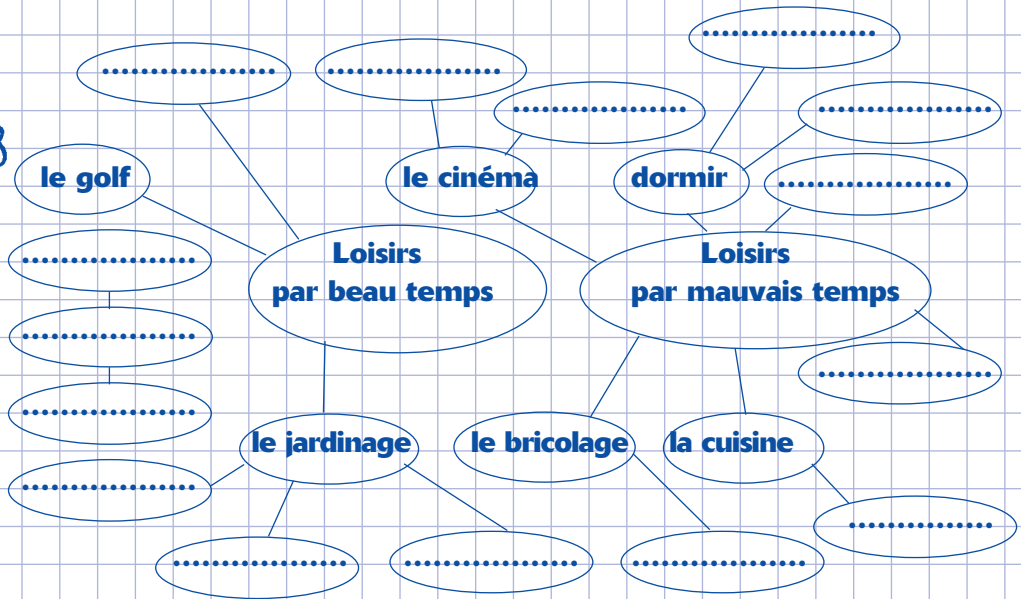 ..................
..................
..................
..................
..................
le golf
le cinéma
dormir
..................
..................
Loisirs
par beau temps
Loisirs
par mauvais temps
..................
..................
..................
le jardinage
le bricolage
la cuisine
..................
...............
..................
..................
..................